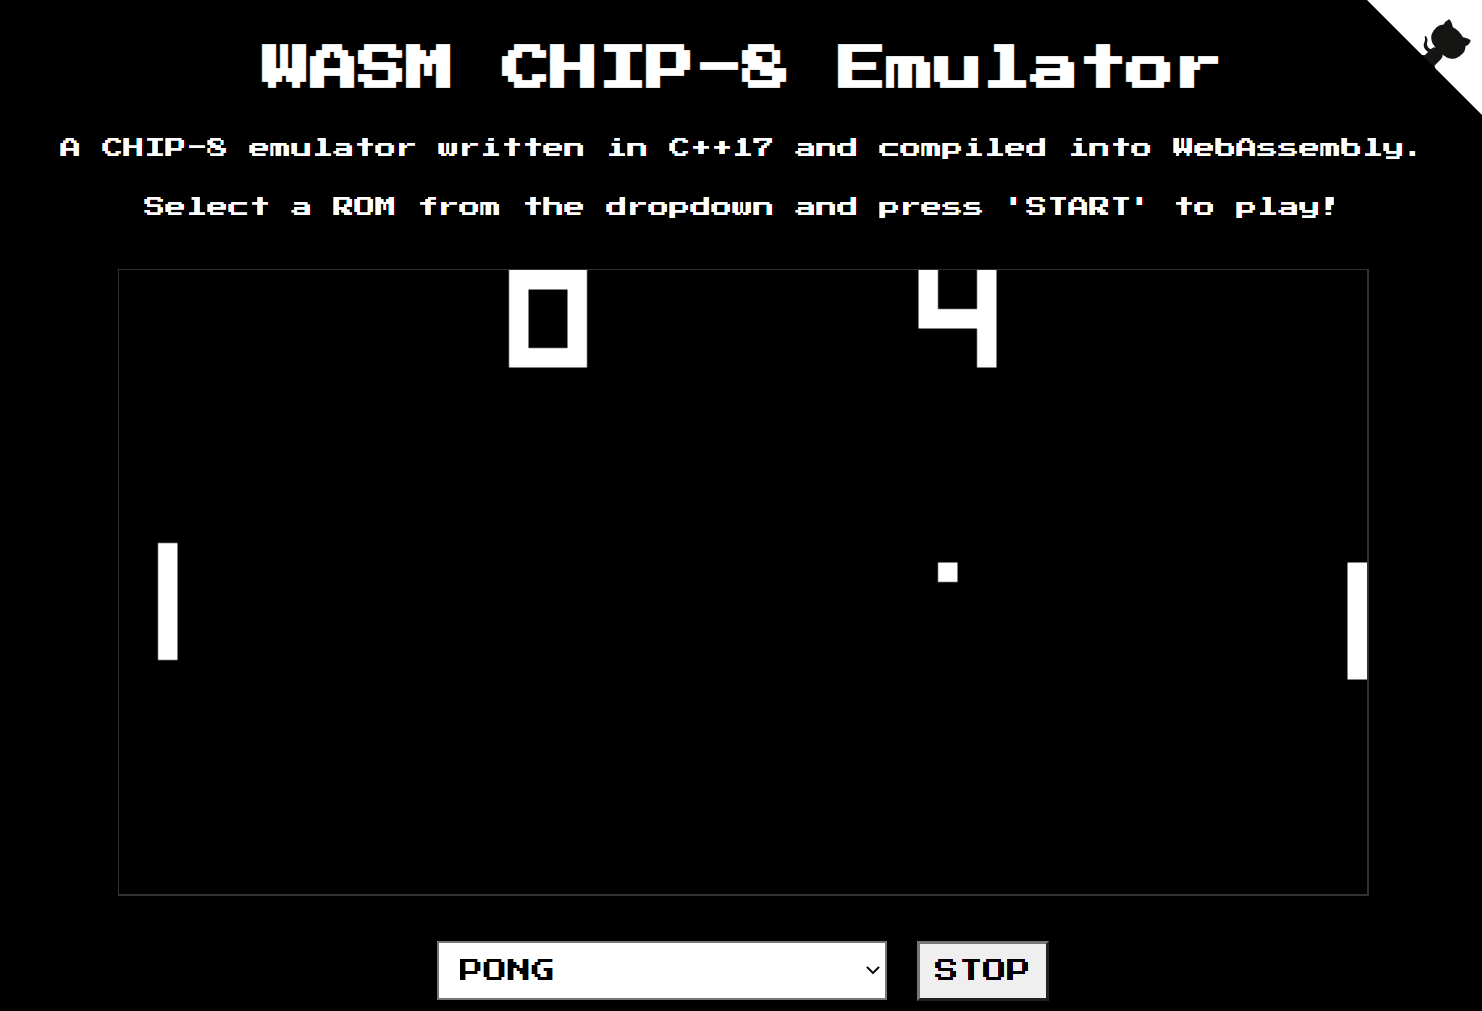 WASM CHIP-8 Emulator
A CHIP-8 emulator written in C++17 and compiled into WebAssembly.
Select a ROM from the dropdown and press 'START' to play!
0 4
PONG STOP